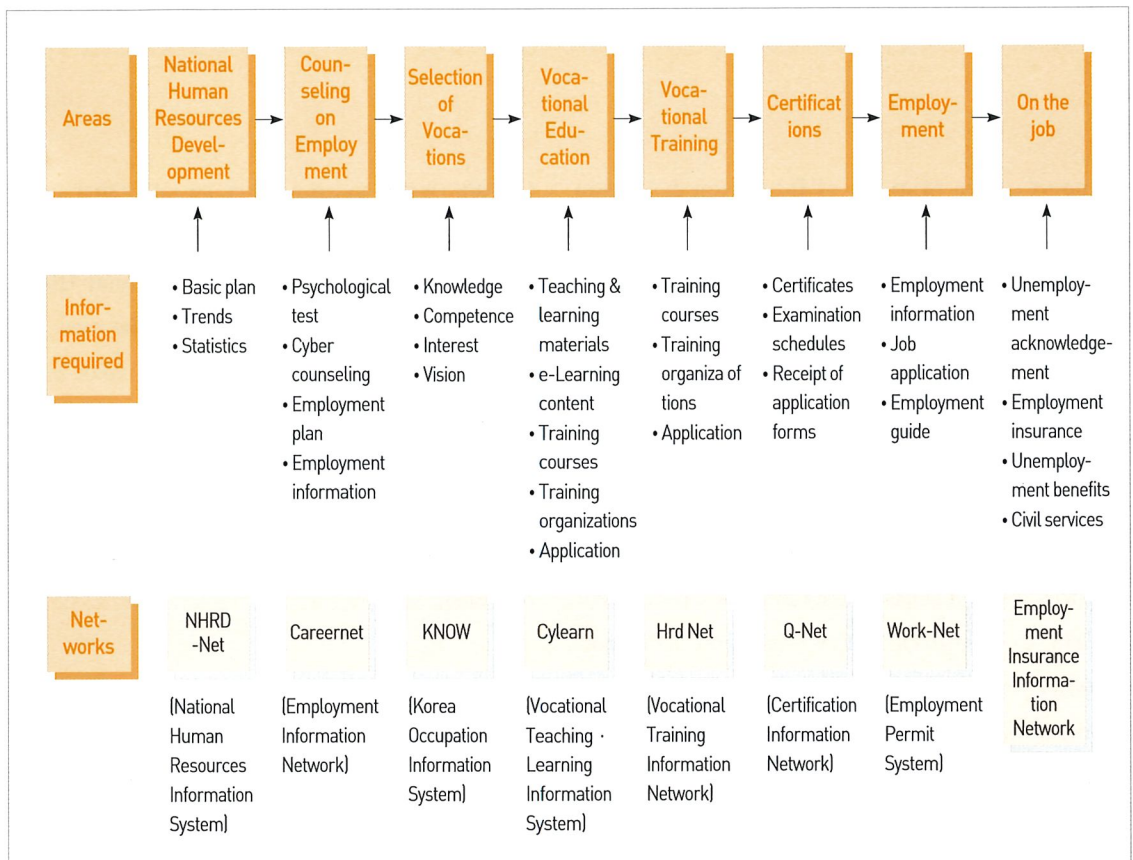 Areas
National
Human
Resources
Devel-
opment
Coun-
seling
on
Employ
ment
Selection
of
Voca-
tions
Voca-
tional
Edu-
cation
Vocational
Training
Certificat
ions
Employ-
ment
On the
job
Infor-
mation
required
• Basic plan
• Trends
• Statistics
• Psychological
test
• Cyber
counseling
• Employment
plan
• Employment
information
• Knowledge
• Competence
• Interest
• Vision
• Teaching &
learning
materials
• e-Learning
content
• Training
courses
• Training
organizations
• Application
• Training
courses
• Training
organiza of
tions
• Application
• Certificates
• Examination
schedules
• Receipt of
application
forms
• Employment
information
• Job
application
• Employment
guide
• Unemploy-
ment
acknowledge-
ment
• Employment
insurance
• Unemploy-
ment benefits
• Civil services
Net-
works
NHRD
-Net
(National
Human
Resources
Information
System)
Careernet
(Employment
Information
Network)
KNOW
(Korea
Occupation
Information
System)
Cylearn
(Vocational
Teaching ·
Learning
Information
System)
Hrd Net
(Vocational
Training
Information
Network)
Q-Net
(Certification
Information
Network)
Work-Net
(Employment
Permit
System)
Employ-
ment
Insurance
Informa-
tion
Network